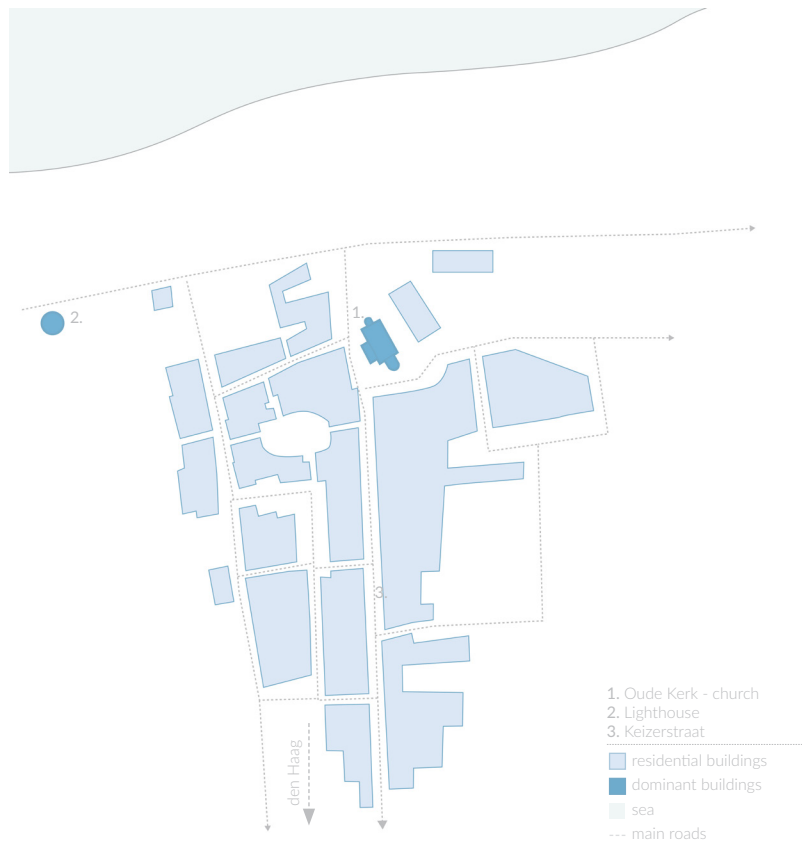 2.
1.
3.
den Haag
1. Oude Kerk - church
2. Lighthouse
3. Keizerstraat
residential buildings
dominant buildings
sea
main roads